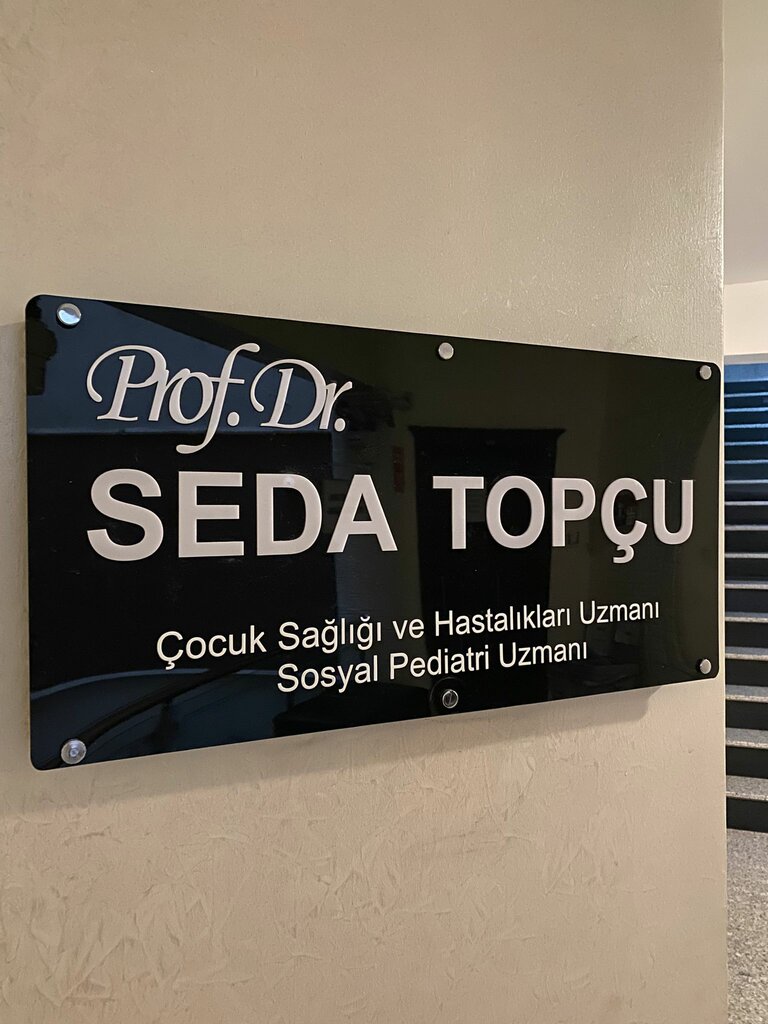 Prof. Dr.
SEDA TOPÇU
Çocuk Sağlığı ve Hastalıkları Uzmanı
Sosyal Pediatri Uzmanı